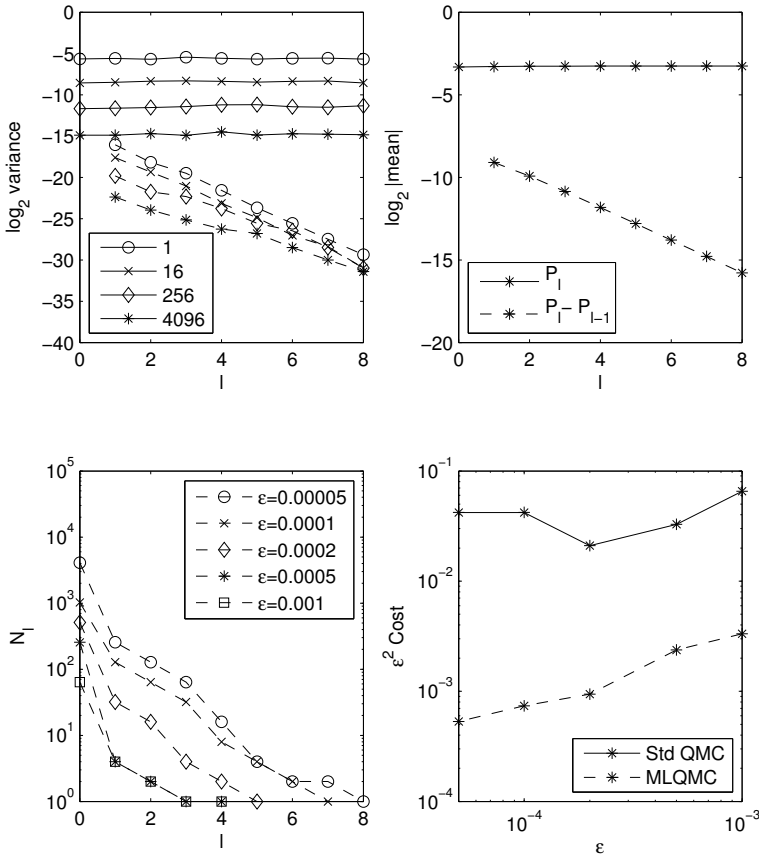 0
−5
−10
−15
−20
−25
−30
−35
−40
0 2 4 6 8
l
log2 variance
1
16
256
4096
0
−5
−10
−15
−20
0 2 4 6 8
l
log2 |mean|
Pl
Pl− Pl−1
10^5
10^4
10^3
10^2
10^1
10^0
0 2 4 6 8
l
Nl
ε=0.00005
ε=0.0001
ε=0.0002
ε=0.0005
ε=0.001
10^−1
10^−2
10^−3
10^−4
10^−4 10^−3
ε
ε^2 Cost
Std QMC
MLQMC